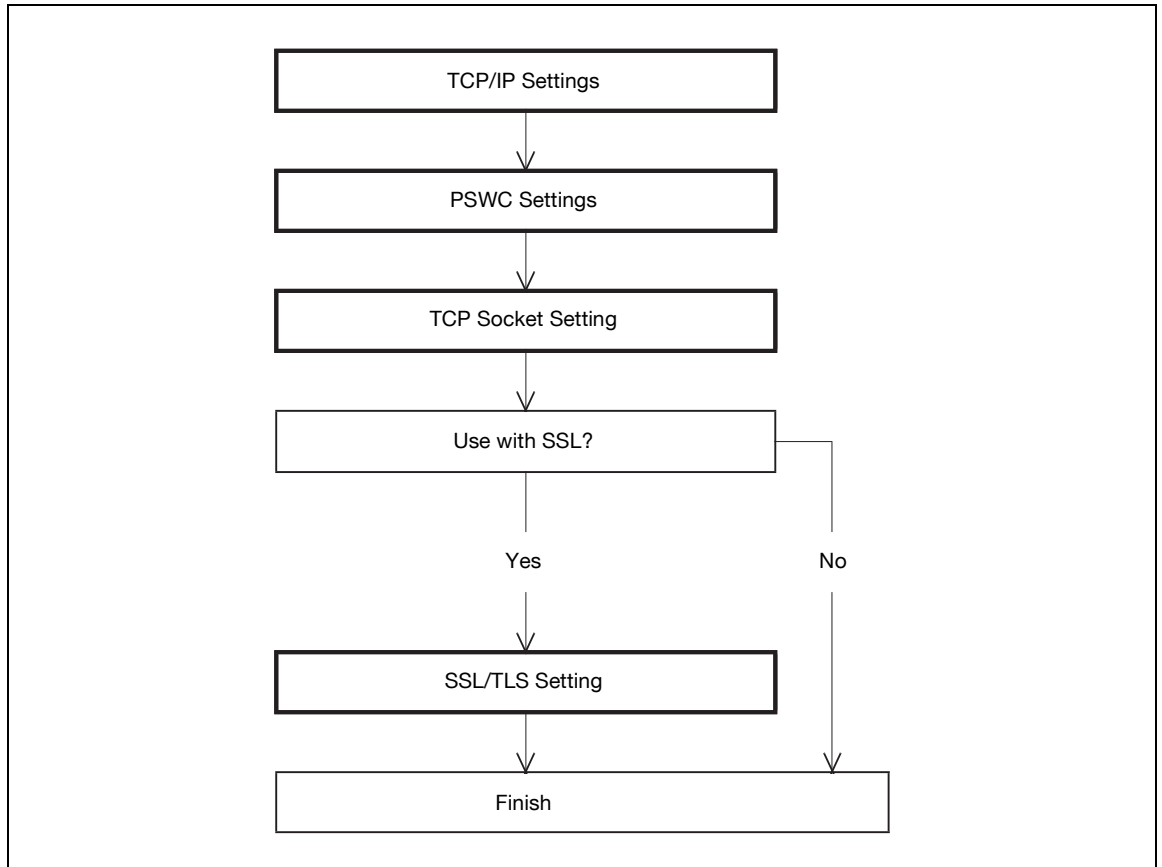 TCP/IP Settings
PSWC Settings
TCP Socket Setting
Use with SSL?
Yes
No
SSL/TLS Setting
Finish